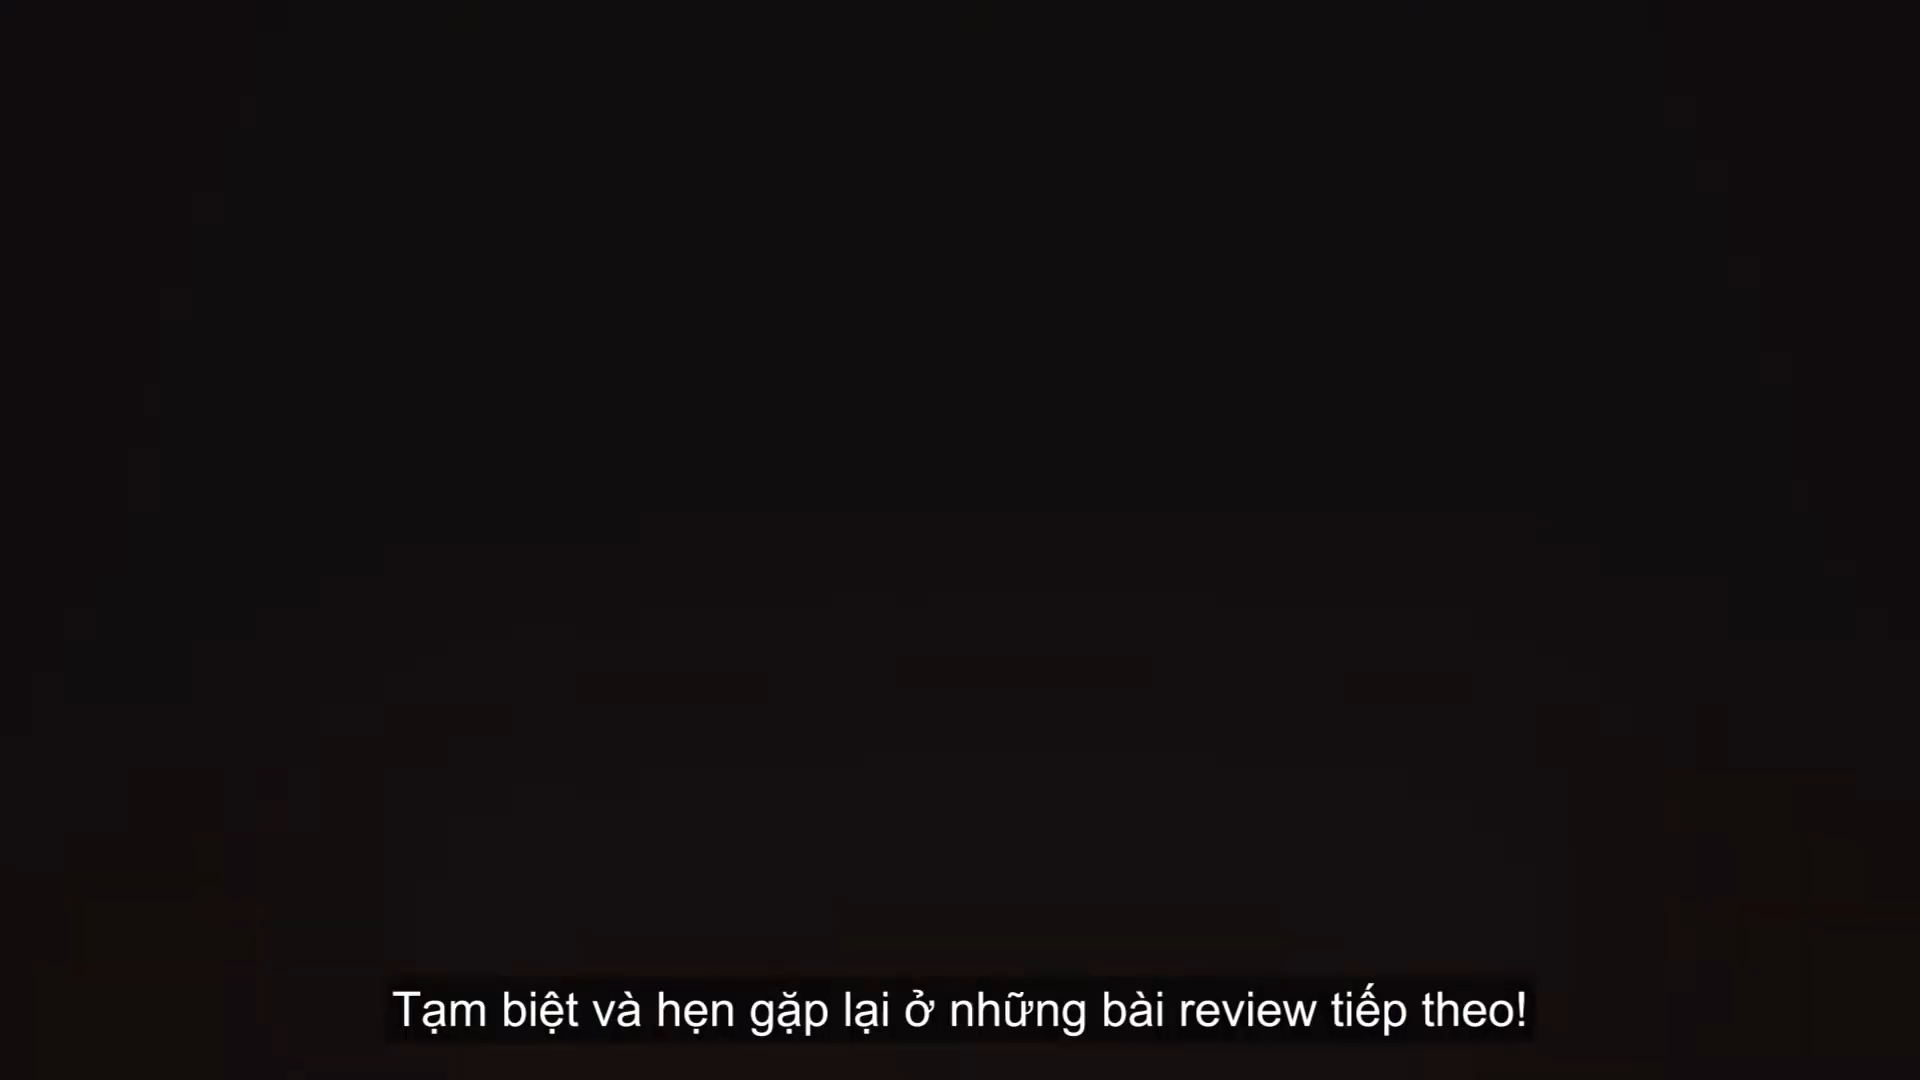 Tạm biệt và hẹn gặp lại ở những bài review tiếp theo!